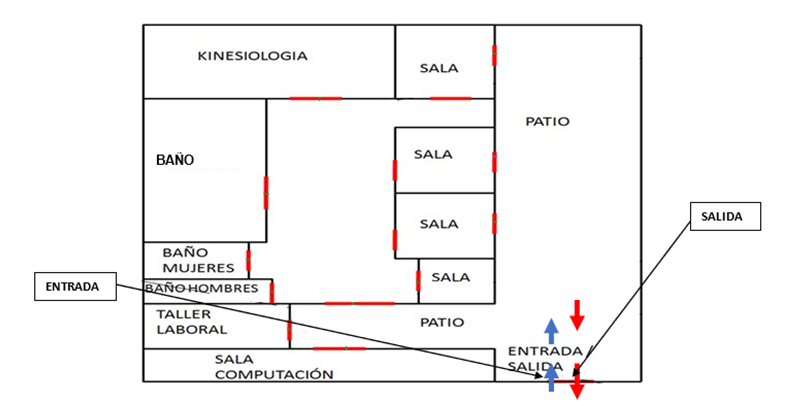 KINESIOLOGIA
SALA
PATIO
BAÑO
SALA
SALA
SALIDA
BAÑO
MUJERES
SALA
ENTRADA
BAÑO HOMBRES
TALLER
LABORAL
PATIO
ENTRADA /
SALIDA
SALA
COMPUTACIÓN